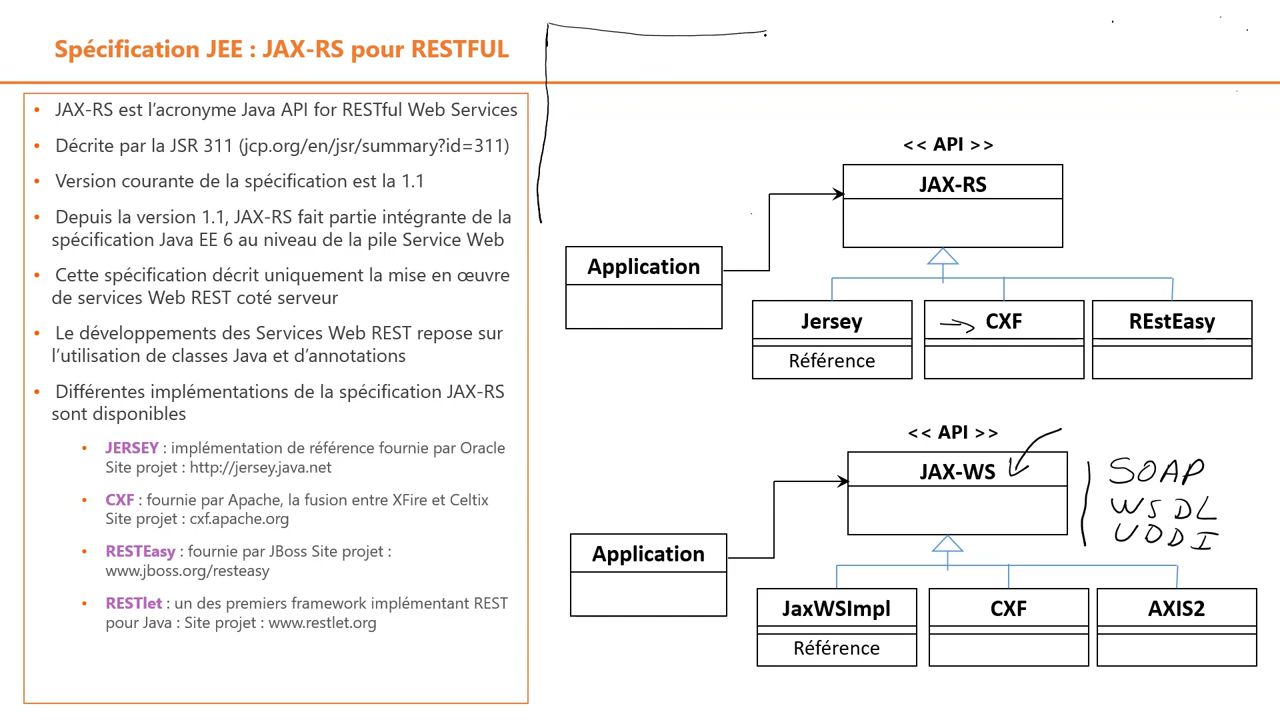 Spécification JEE : JAX-RS pour RESTFUL
• JAX-RS est l'acronyme Java API for RESTful Web Services
• Décrite par la JSR 311 (jcp.org/en/jsr/summary?id=311)
• Version courante de la spécification est la 1.1
• Depuis la version 1.1, JAX-RS fait partie intégrante de la
spécification Java EE 6 au niveau de la pile Service Web
• Cette spécification décrit uniquement la mise en œuvre
de services Web REST coté serveur
• Le développements des Services Web REST repose sur
l'utilisation de classes Java et d'annotations
• Différentes implémentations de la spécification JAX-RS
sont disponibles
• JERSEY : implémentation de référence fournie par Oracle
Site projet : http://jersey.java.net
• CXF : fournie par Apache, la fusion entre XFire et Celtix
Site projet : cxf.apache.org
• RESTEasy : fournie par JBoss Site projet :
www.jboss.org/resteasy
• RESTlet : un des premiers framework implémentant REST
pour Java : Site projet : www.restlet.org
<< API >>
JAX-RS
Application
Jersey
Référence
CXF
REstEasy
<< API >>
JAX-WS
SOAP
WSDL
UDDI
Application
JaxWSImpl
Référence
CXF
AXIS2